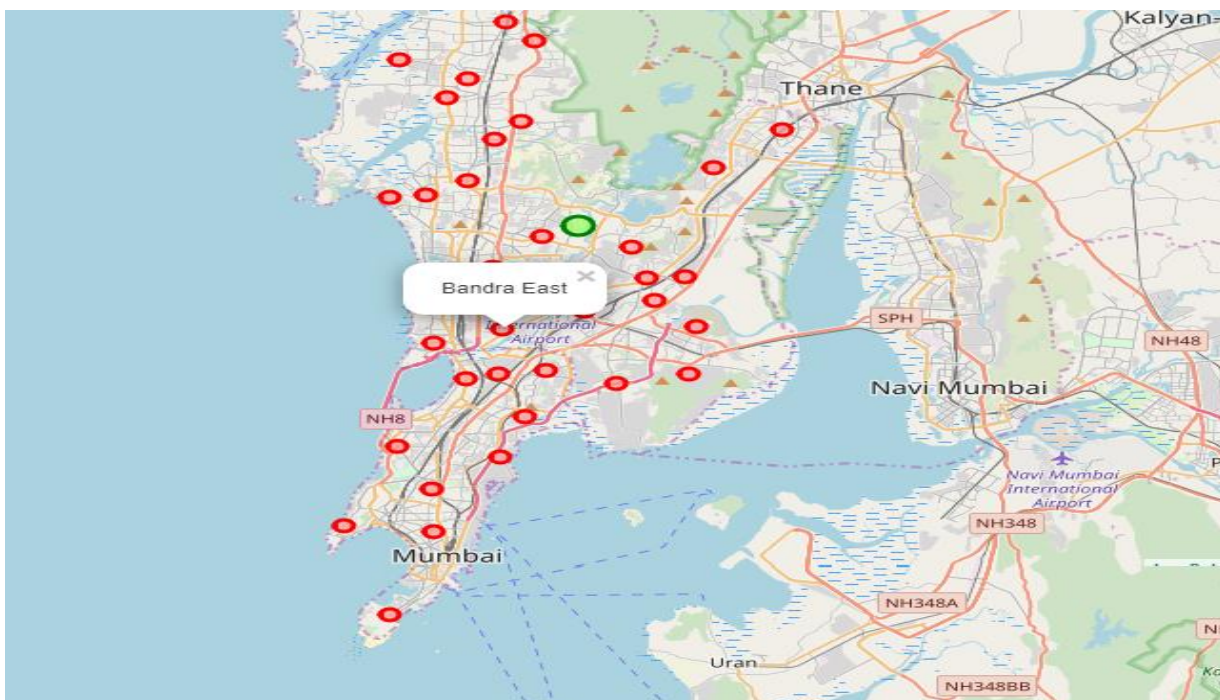 Kalyan-
Thane
Bandra East
×
International
Airport
SPH
NH48
Navi Mumbai
NH8
Navi Mumbai
International
Airport
NH348
Mumbai
NH348A
Uran
NH348BB